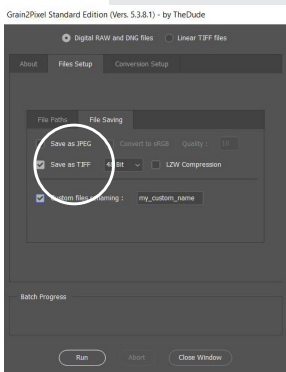 Grain2Pixel Standard Edition (Vers. 5.3.8.1) - by TheDude
Digital RAW and DNG files Linear TIFF files
About Files Setup Conversion Setup
File Paths File Saving
Save as JPEG Convert to sRGB Quality : 10
Save as TIFF 48 Bit LZW Compression
Custom files renaming : my_custom_name
Batch Progress
Run Abort Close Window